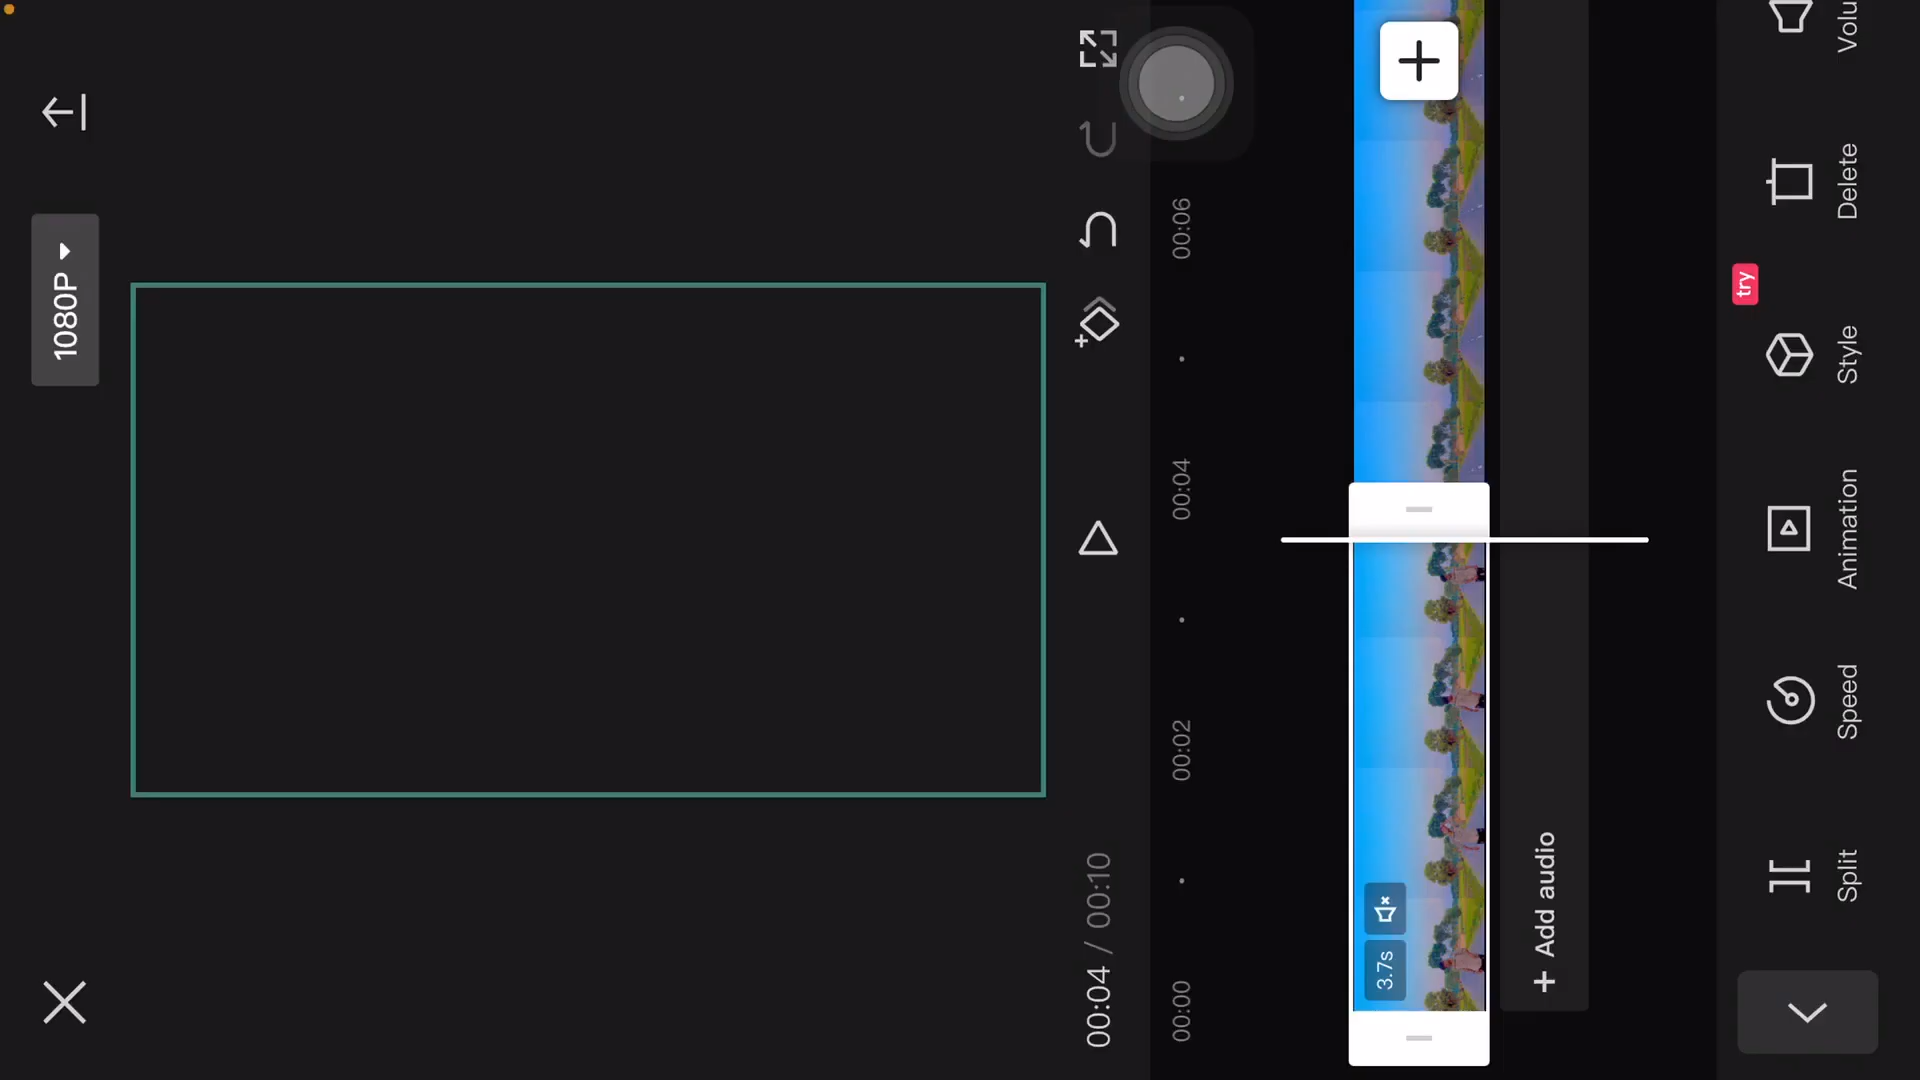 1080P
00:04 / 00:10
00:00
00:02
00:04
00:06
3.7s
+ Add audio
Split
Speed
Animation
Style
try
Delete
Volu